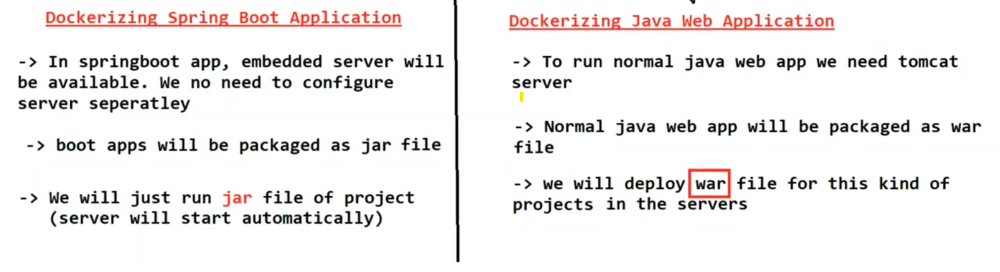 Dockerizing Spring Boot Application
-> In springboot app, embedded server will
be available. We no need to configure
server seperatley
-> boot apps will be packaged as jar file
-> We will just run jar file of project
(server will start automatically)
Dockerizing Java Web Application
-> To run normal java web app we need tomcat
server
-> Normal java web app will be packaged as war
file
-> we will deploy war file for this kind of
projects in the servers